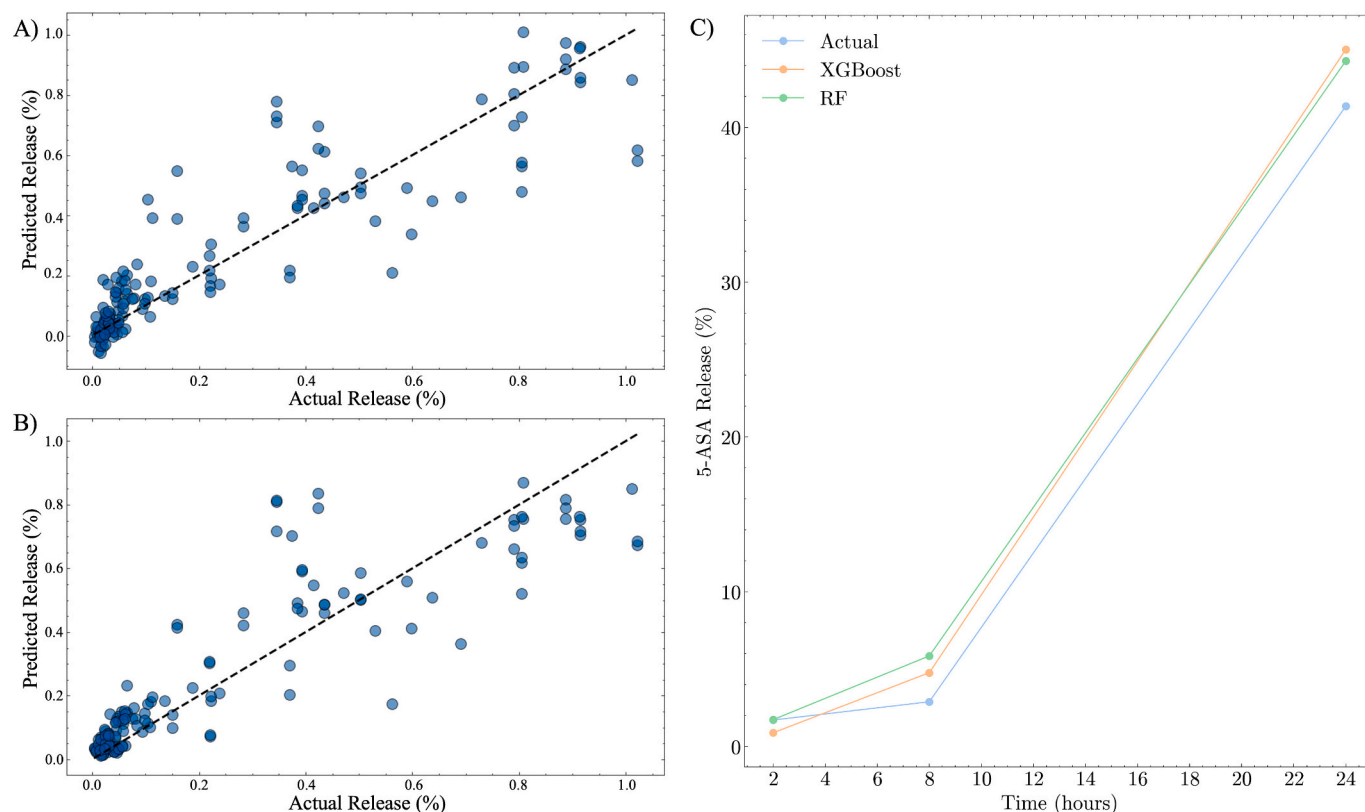 A)
1.0
0.8
0.6
0.4
0.2
0.0
Predicted Release (%)
0.0 0.2 0.4 0.6 0.8 1.0
Actual Release (%)
B)
1.0
0.8
0.6
0.4
0.2
0.0
Predicted Release (%)
0.0 0.2 0.4 0.6 0.8 1.0
Actual Release (%)
C)
Actual
XGBoost
RF
40
30
20
10
0
5-ASA Release (%)
2 4 6 8 10 12 14 16 18 20 22 24
Time (hours)